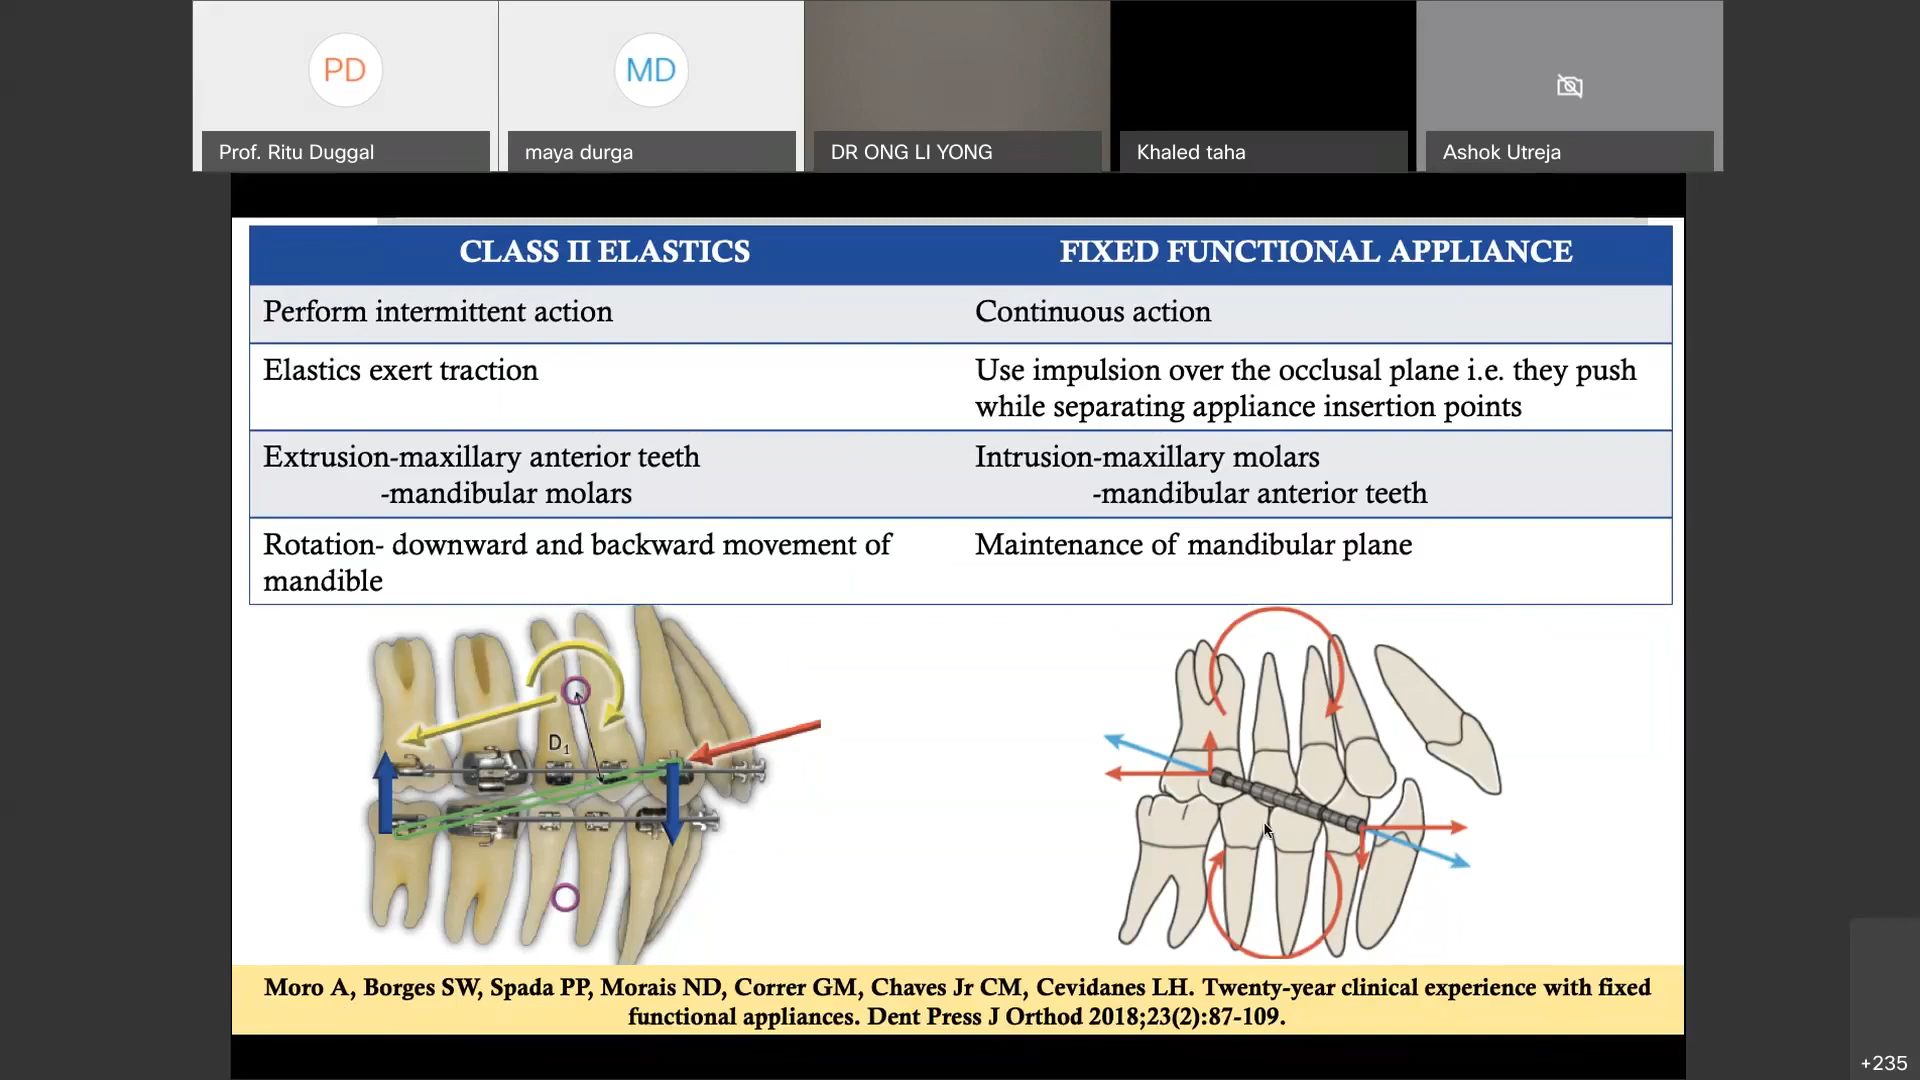 PD
MD
Prof. Ritu Duggal
maya durga
DR ONG LI YONG
Khaled taha
Ashok Utreja
CLASS II ELASTICS
FIXED FUNCTIONAL APPLIANCE
Perform intermittent action
Continuous action
Elastics exert traction
Use impulsion over the occlusal plane i.e. they push
while separating appliance insertion points
Extrusion-maxillary anterior teeth
-mandibular molars
Intrusion-maxillary molars
-mandibular anterior teeth
Rotation- downward and backward movement of
mandible
Maintenance of mandibular plane
D1
Moro A, Borges SW, Spada PP, Morais ND, Correr GM, Chaves Jr CM, Cevidanes LH. Twenty-year clinical experience with fixed
functional appliances. Dent Press J Orthod 2018;23(2):87-109.
+235